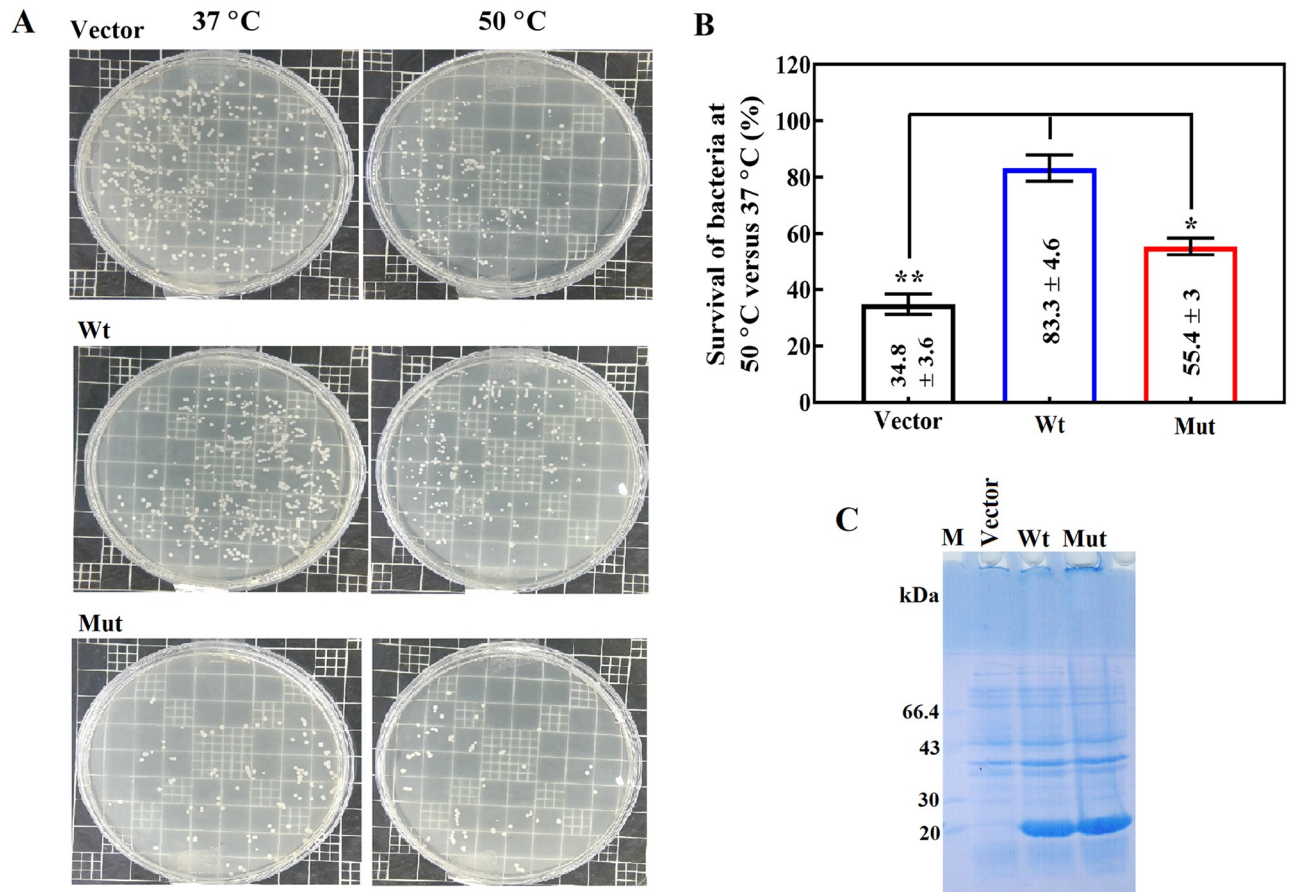 A
Vector
37 °C
50 °C
Wt
Mut
B
Survival of bacteria at
50 °C versus 37 °C (%)
120
100
80
60
40
20
0
**
*
34.8
± 3.6
83.3 ± 4.6
55.4 ± 3
Vector
Wt
Mut
C
M
Vector
Wt
Mut
kDa
66.4
43
30
20